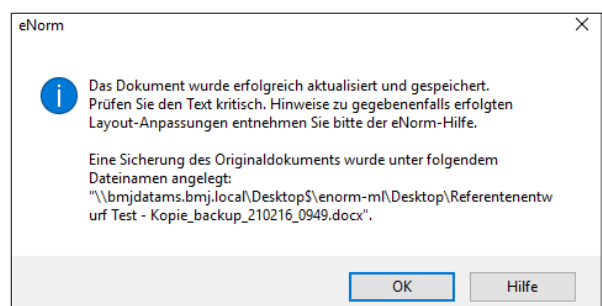 eNorm
Das Dokument wurde erfolgreich aktualisiert und gespeichert.
Prüfen Sie den Text kritisch. Hinweise zu gegebenenfalls erfolgten
Layout-Anpassungen entnehmen Sie bitte der eNorm-Hilfe.
Eine Sicherung des Originaldokuments wurde unter folgendem
Dateinamen angelegt:
"\\bmjdatams.bmj.local\Desktop$\enorm-ml\Desktop\Referentenentw
urf Test - Kopie_backup_210216_0949.docx".
OK
Hilfe